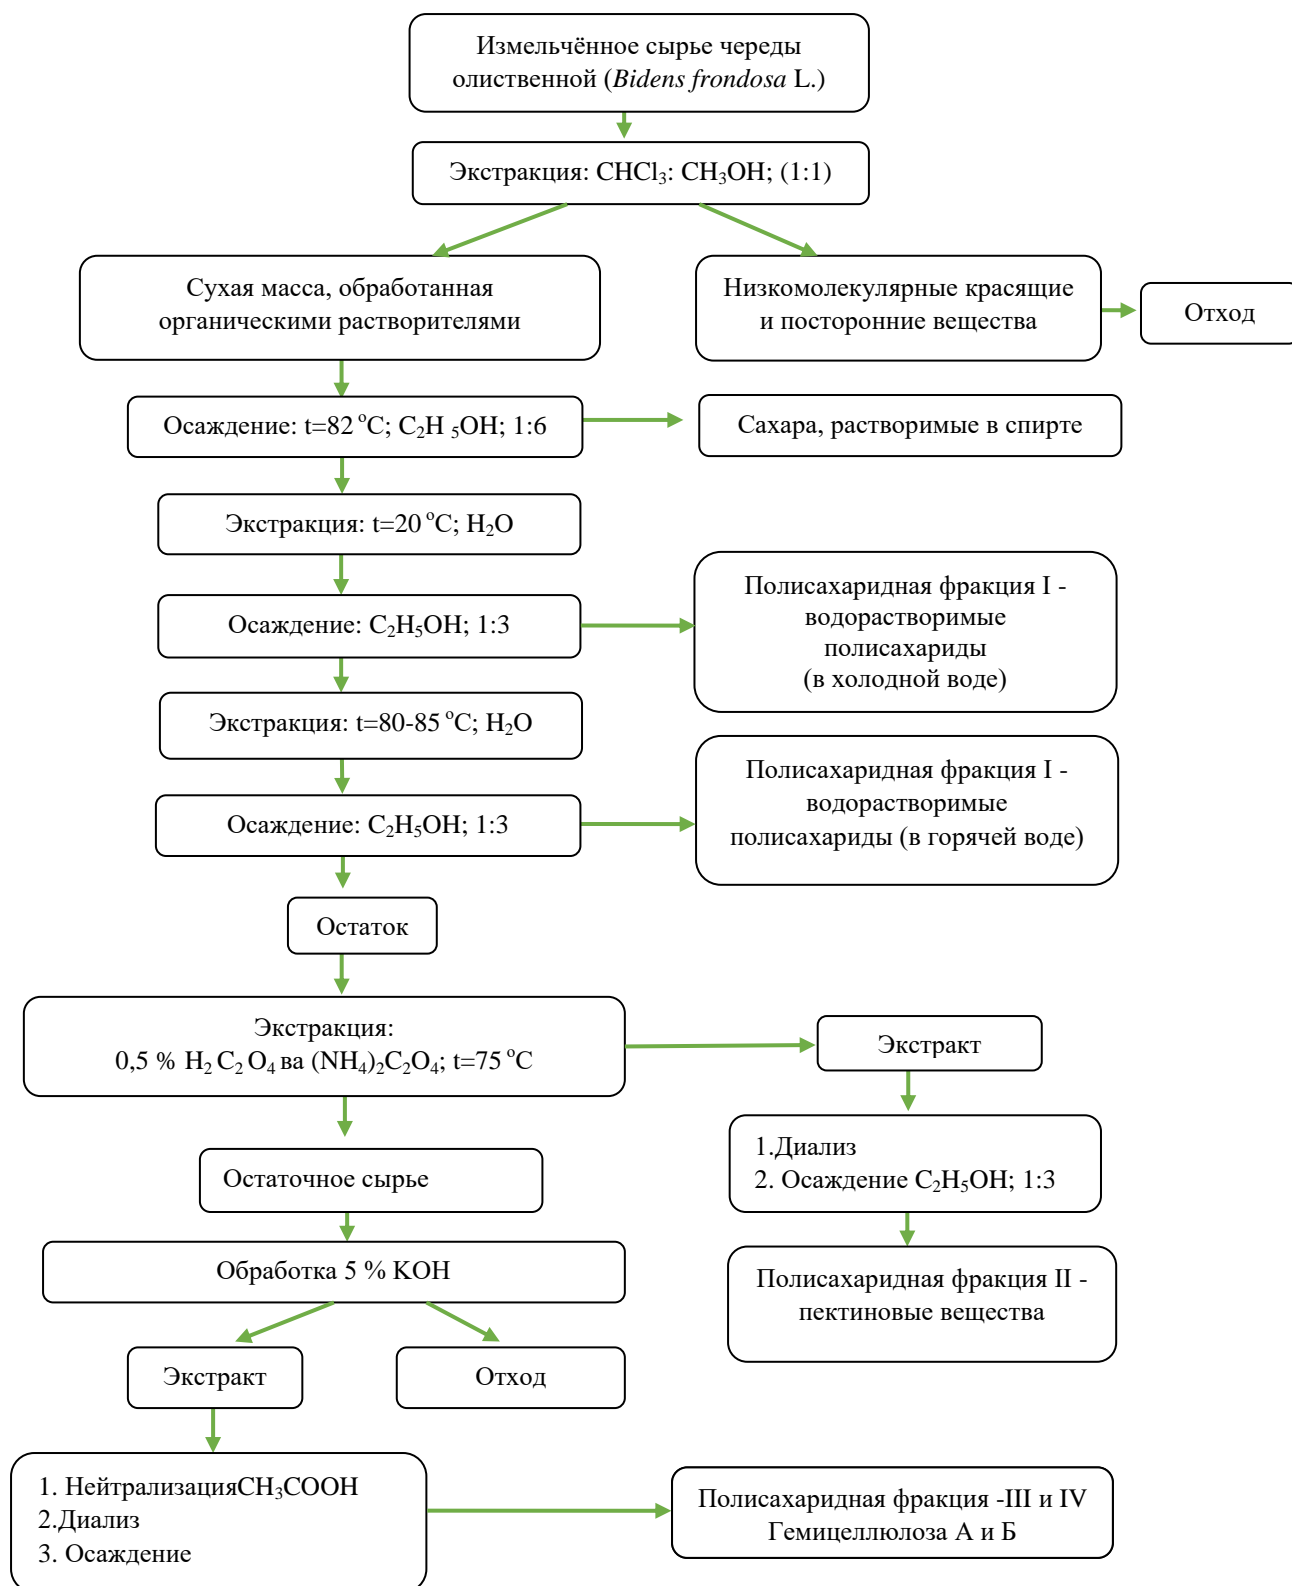 Измельчённое сырье череды
олиственной (Bidens frondosa L.)
Экстракция: CHCl₃: CH₃OH; (1:1)
Сухая масса, обработанная
органическими растворителями
Низкомолекулярные красящие
и посторонние вещества
Отход
Осаждение: t=82 °C; C₂H ₅OH; 1:6
Сахара, растворимые в спирте
Экстракция: t=20 °C; H₂O
Осаждение: C₂H₅OH; 1:3
Полисахаридная фракция I -
водорастворимые
полисахариды
(в холодной воде)
Экстракция: t=80-85 °C; H₂O
Осаждение: C₂H₅OH; 1:3
Полисахаридная фракция I -
водорастворимые
полисахариды (в горячей воде)
Остаток
Экстракция:
0,5 % H₂ C₂ O₄ ва (NH₄)₂C₂O₄; t=75 °C
Экстракт
1.Диализ
2. Осаждение C₂H₅OH; 1:3
Остаточное сырье
Обработка 5 % KOH
Полисахаридная фракция II -
пектиновые вещества
Экстракт
Отход
1. НейтрализацияCH₃COOH
2.Диализ
3. Осаждение
Полисахаридная фракция -III и IV
Гемицеллюлоза А и Б